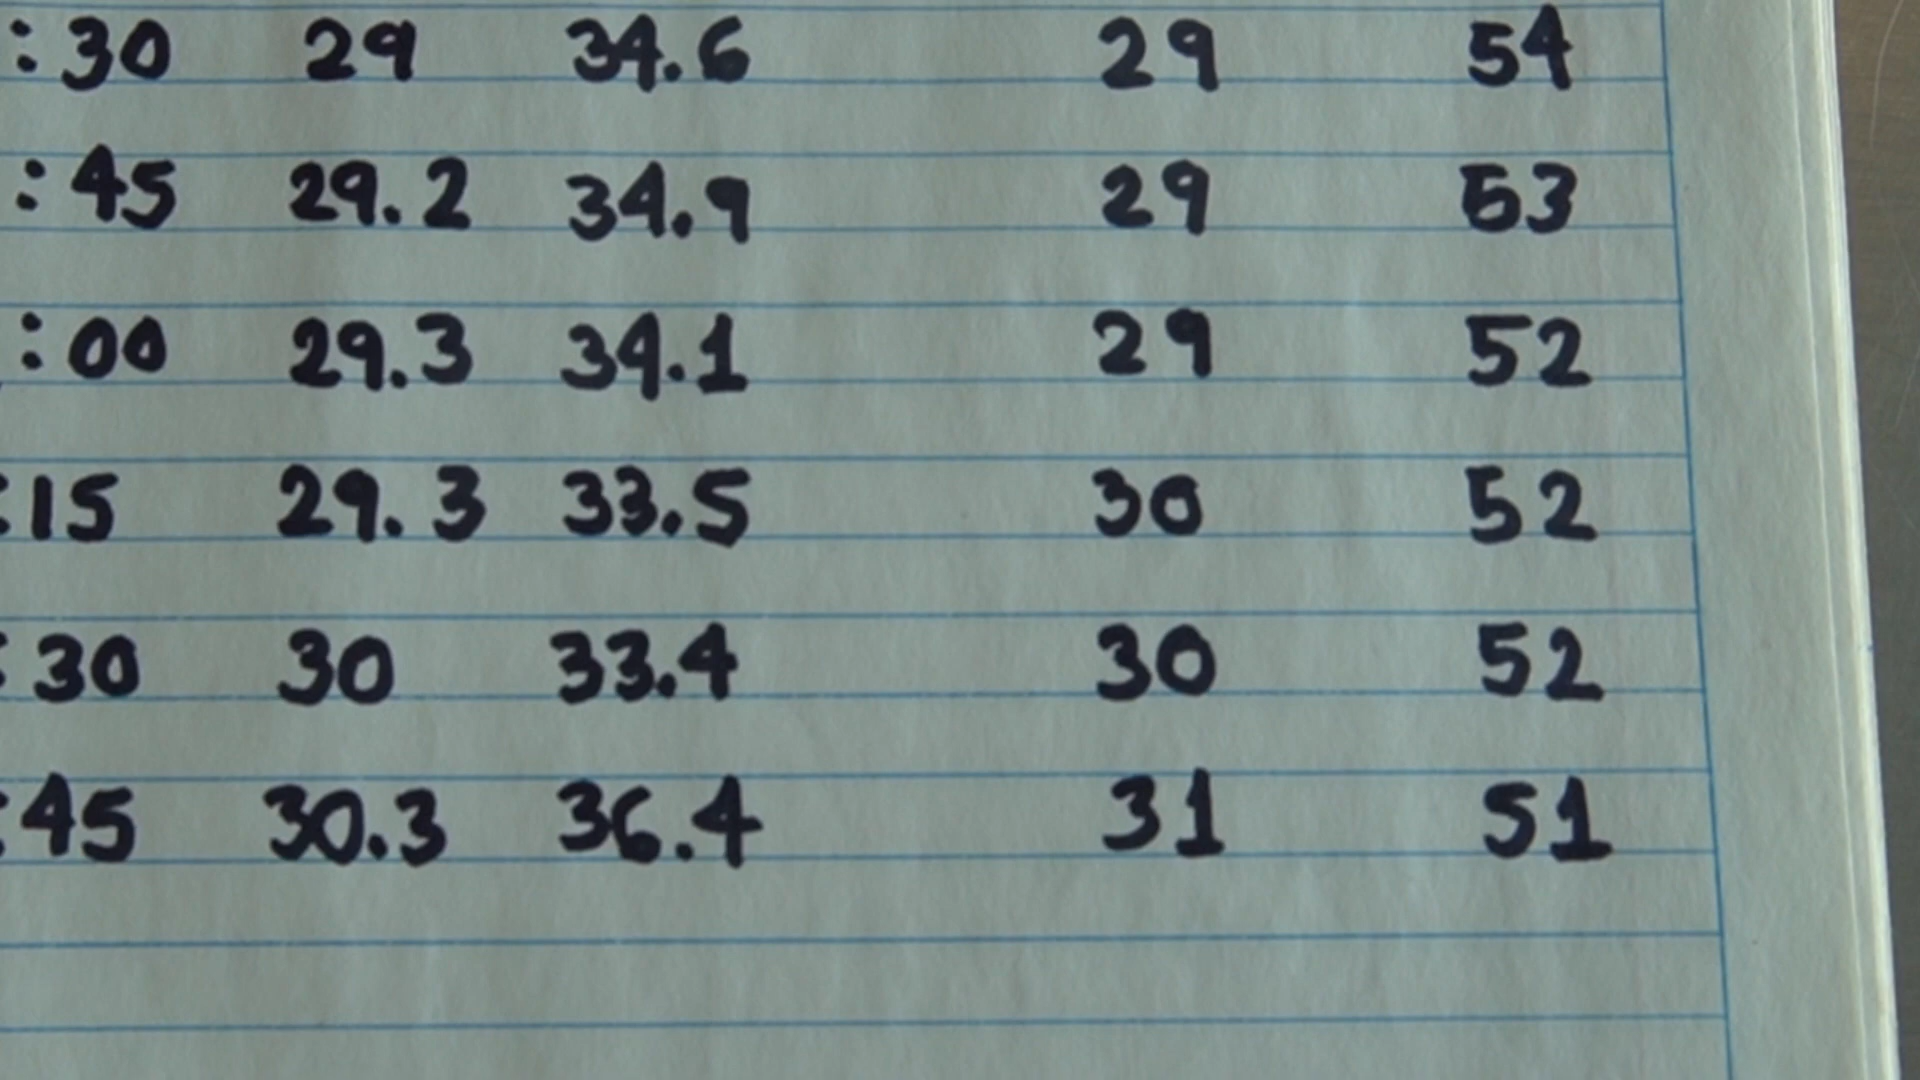 :30 29 34.6 29 54
:45 29.2 34.9 29 53
:00 29.3 34.1 29 52
:15 29.3 33.5 30 52
:30 30 33.4 30 52
:45 30.3 36.4 31 51